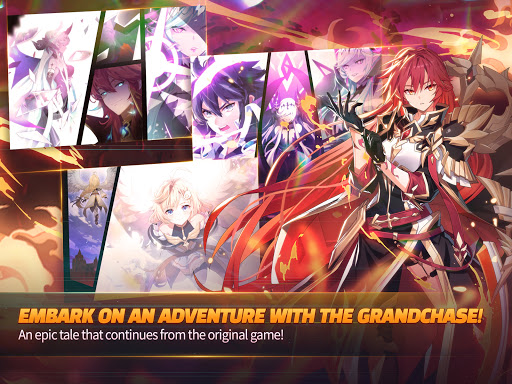 EMBARK ON AN ADVENTURE WITH THE GRANDCHASE!
An epic tale that continues from the original game!